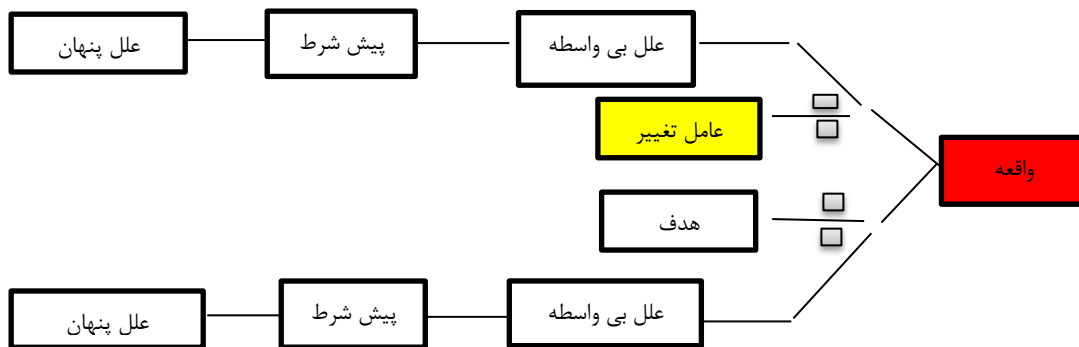 علل بی واسطه
پیش شرط
علل پنهان
عامل تغییر
واقعه
هدف
علل بی واسطه
پیش شرط
علل پنهان